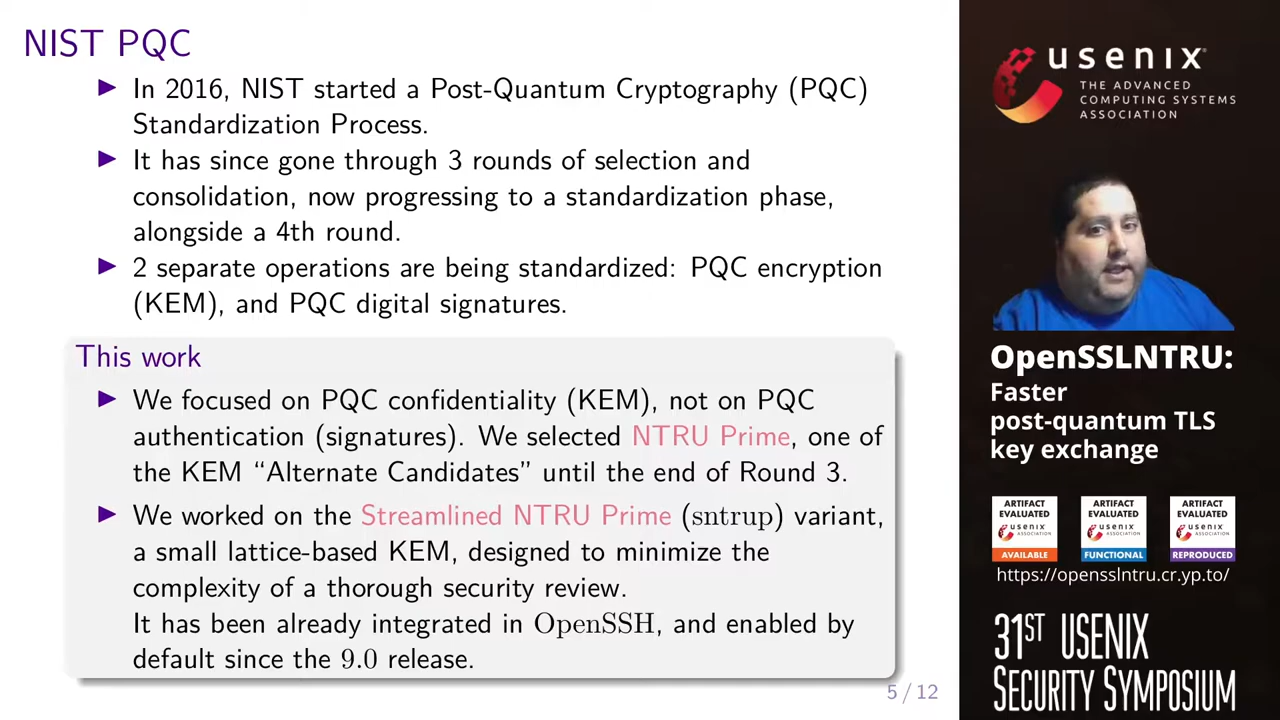 NIST PQC
▶ In 2016, NIST started a Post-Quantum Cryptography (PQC)
Standardization Process.
▶ It has since gone through 3 rounds of selection and
consolidation, now progressing to a standardization phase,
alongside a 4th round.
▶ 2 separate operations are being standardized: PQC encryption
(KEM), and PQC digital signatures.
This work
▶ We focused on PQC confidentiality (KEM), not on PQC
authentication (signatures). We selected NTRU Prime, one of
the KEM “Alternate Candidates” until the end of Round 3.
▶ We worked on the Streamlined NTRU Prime (sntrup) variant,
a small lattice-based KEM, designed to minimize the
complexity of a thorough security review.
It has been already integrated in OpenSSH, and enabled by
default since the 9.0 release.
5 / 12
usenix
THE ADVANCED
COMPUTING SYSTEMS
ASSOCIATION
OpenSSLNTRU:
Faster
post-quantum TLS
key exchange
ARTIFACT
EVALUATED
usenix
ASSOCIATION
AVAILABLE
ARTIFACT
EVALUATED
usenix
ASSOCIATION
FUNCTIONAL
ARTIFACT
EVALUATED
usenix
ASSOCIATION
REPRODUCED
https://opensslntru.cr.yp.to/
31ST USENIX
SECURITY SYMPOSIUM